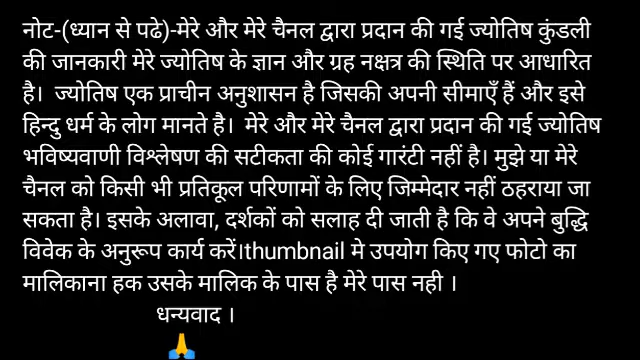 नोट-(ध्यान से पढे)-मेरे और मेरे चैनल द्वारा प्रदान की गई ज्योतिष कुंडली
की जानकारी मेरे ज्योतिष के ज्ञान और ग्रह नक्षत्र की स्थिति पर आधारित
है। ज्योतिष एक प्राचीन अनुशासन है जिसकी अपनी सीमाएँ हैं और इसे
हिन्दु धर्म के लोग मानते है। मेरे और मेरे चैनल द्वारा प्रदान की गई ज्योतिष
भविष्यवाणी विश्लेषण की सटीकता की कोई गारंटी नहीं है। मुझे या मेरे
चैनल को किसी भी प्रतिकूल परिणामों के लिए जिम्मेदार नहीं ठहराया जा
सकता है। इसके अलावा, दर्शकों को सलाह दी जाती है कि वे अपने बुद्धि
विवेक के अनुरूप कार्य करें।thumbnail मे उपयोग किए गए फोटो का
मालिकाना हक उसके मालिक के पास है मेरे पास नही ।
धन्यवाद ।
🙏